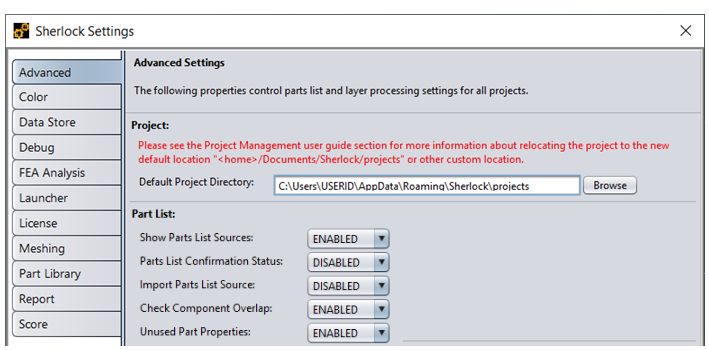 Sherlock Settings
Advanced
Color
Data Store
Debug
FEA Analysis
Launcher
License
Meshing
Part Library
Report
Score
Advanced Settings
The following properties control parts list and layer processing settings for all projects.
Project:
Please see the Project Management user guide section for more information about relocating the project to the new
default location "<home>/Documents/Sherlock/projects" or other custom location.
Default Project Directory: C:\Users\USERID\AppData\Roaming\Sherlock\projects Browse
Part List:
Show Parts List Sources: ENABLED
Parts List Confirmation Status: DISABLED
Import Parts List Source: DISABLED
Check Component Overlap: ENABLED
Unused Part Properties: ENABLED